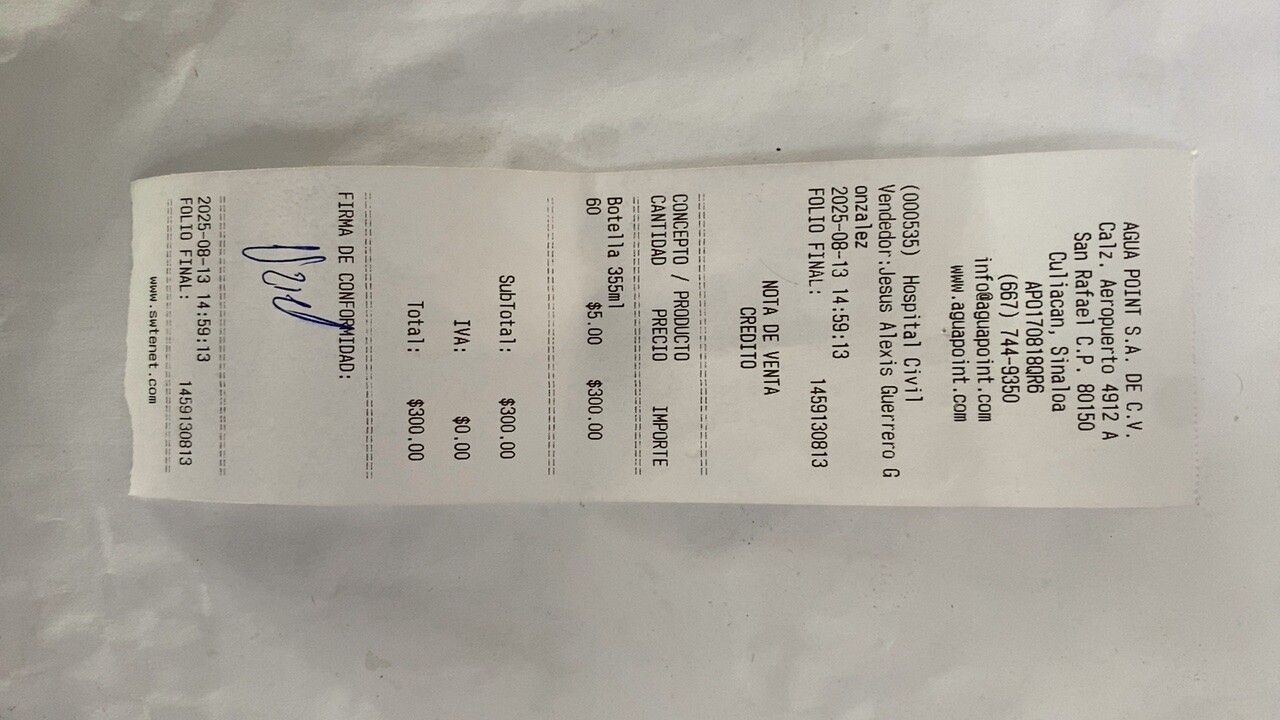 AGUA POINT S.A. DE C.V.
Calz. Aeropuerto 4912 A
San Rafael C.P. 80150
Culiacan, Sinaloa
APO170818QR6
(667) 744-9350
info@aguapoint.com
www.aguapoint.com
(000535) Hospital Civil
Vendedor:Jesus Alexis Guerrero G
onzalez
2025-08-13 14:59:13
FOLIO FINAL: 1459130813
NOTA DE VENTA
CREDITO
================================
CONCEPTO / PRODUCTO
CANTIDAD PRECIO IMPORTE
================================
Botella 355ml
60 $5.00 $300.00
================================
SubTotal: $300.00
IVA: $0.00
Total: $300.00
================================
FIRMA DE CONFORMIDAD:
================================
2025-08-13 14:59:13
FOLIO FINAL: 1459130813
================================
www.swtenet.com